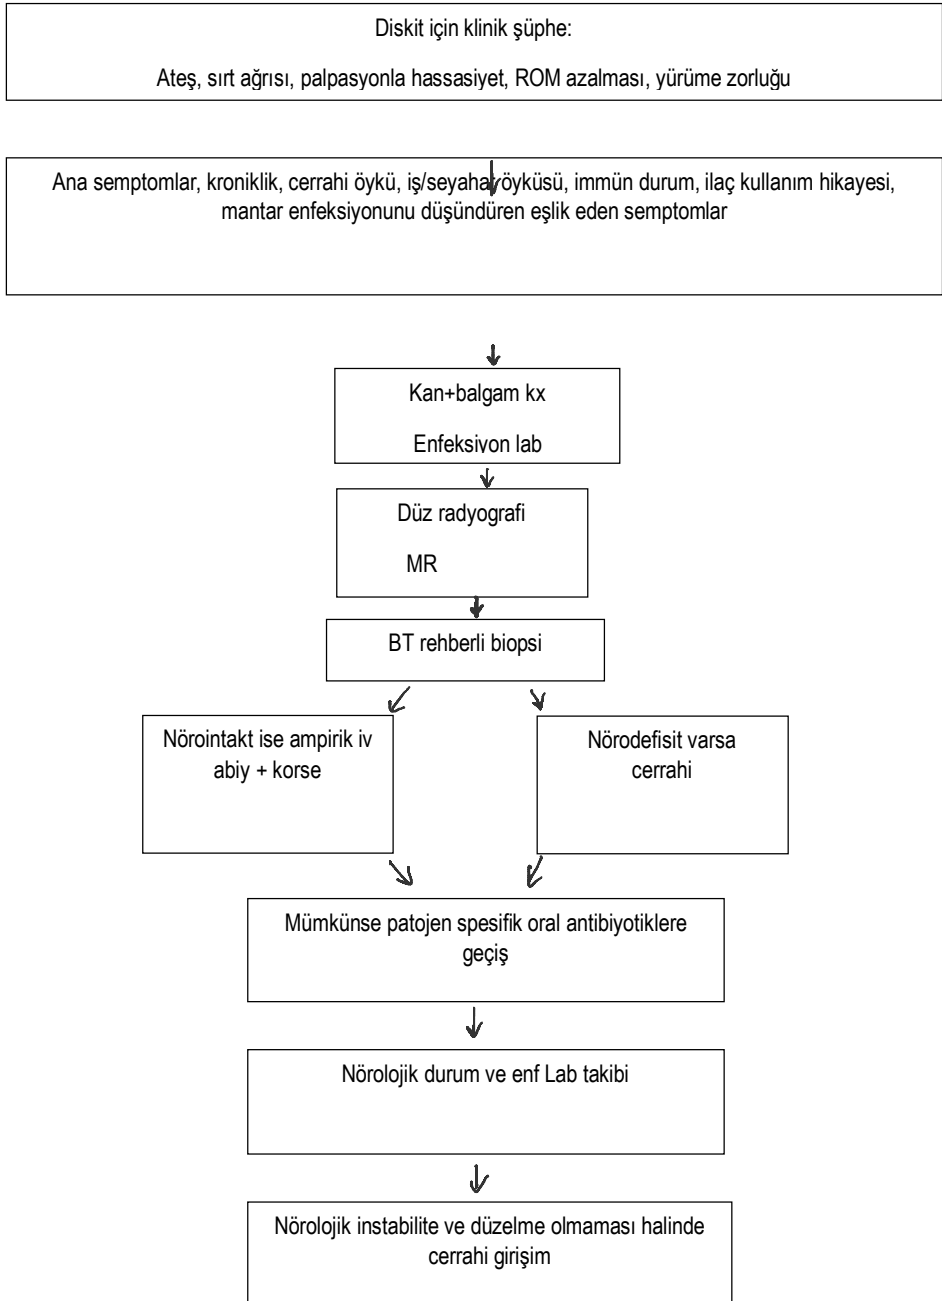 Diskit için klinik şüphe:
Ateş, sırt ağrısı, palpasyonla hassasiyet, ROM azalması, yürüme zorluğu
Ana semptomlar, kroniklik, cerrahi öykü, iş/seyahat öyküsü, immün durum, ilaç kullanım hikayesi,
mantar enfeksiyonunu düşündüren eşlik eden semptomlar
Kan+balgam kx
Enfeksiyon lab
Düz radyografi
MR
BT rehberli biopsi
Nörointakt ise ampirik iv
abiy + korse
Nörodefisit varsa
cerrahi
Mümkünse patojen spesifik oral antibiyotiklere
geçiş
Nörolojik durum ve enf Lab takibi
Nörolojik instabilite ve düzelme olmaması halinde
cerrahi girişim